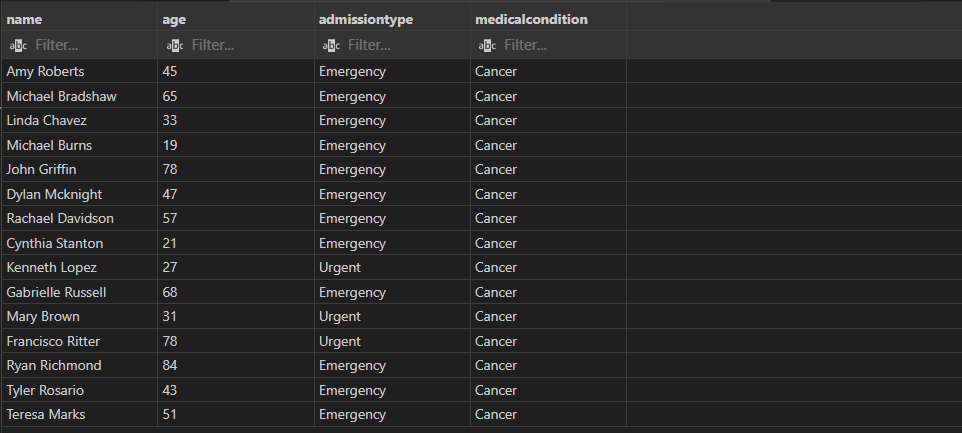 name age admissiontype medicalcondition
abc Filter... abc Filter... abc Filter... abc Filter...
Amy Roberts 45 Emergency Cancer
Michael Bradshaw 65 Emergency Cancer
Linda Chavez 33 Emergency Cancer
Michael Burns 19 Emergency Cancer
John Griffin 78 Emergency Cancer
Dylan Mcknight 47 Emergency Cancer
Rachael Davidson 57 Emergency Cancer
Cynthia Stanton 21 Emergency Cancer
Kenneth Lopez 27 Urgent Cancer
Gabrielle Russell 68 Emergency Cancer
Mary Brown 31 Urgent Cancer
Francisco Ritter 78 Urgent Cancer
Ryan Richmond 84 Emergency Cancer
Tyler Rosario 43 Emergency Cancer
Teresa Marks 51 Emergency Cancer